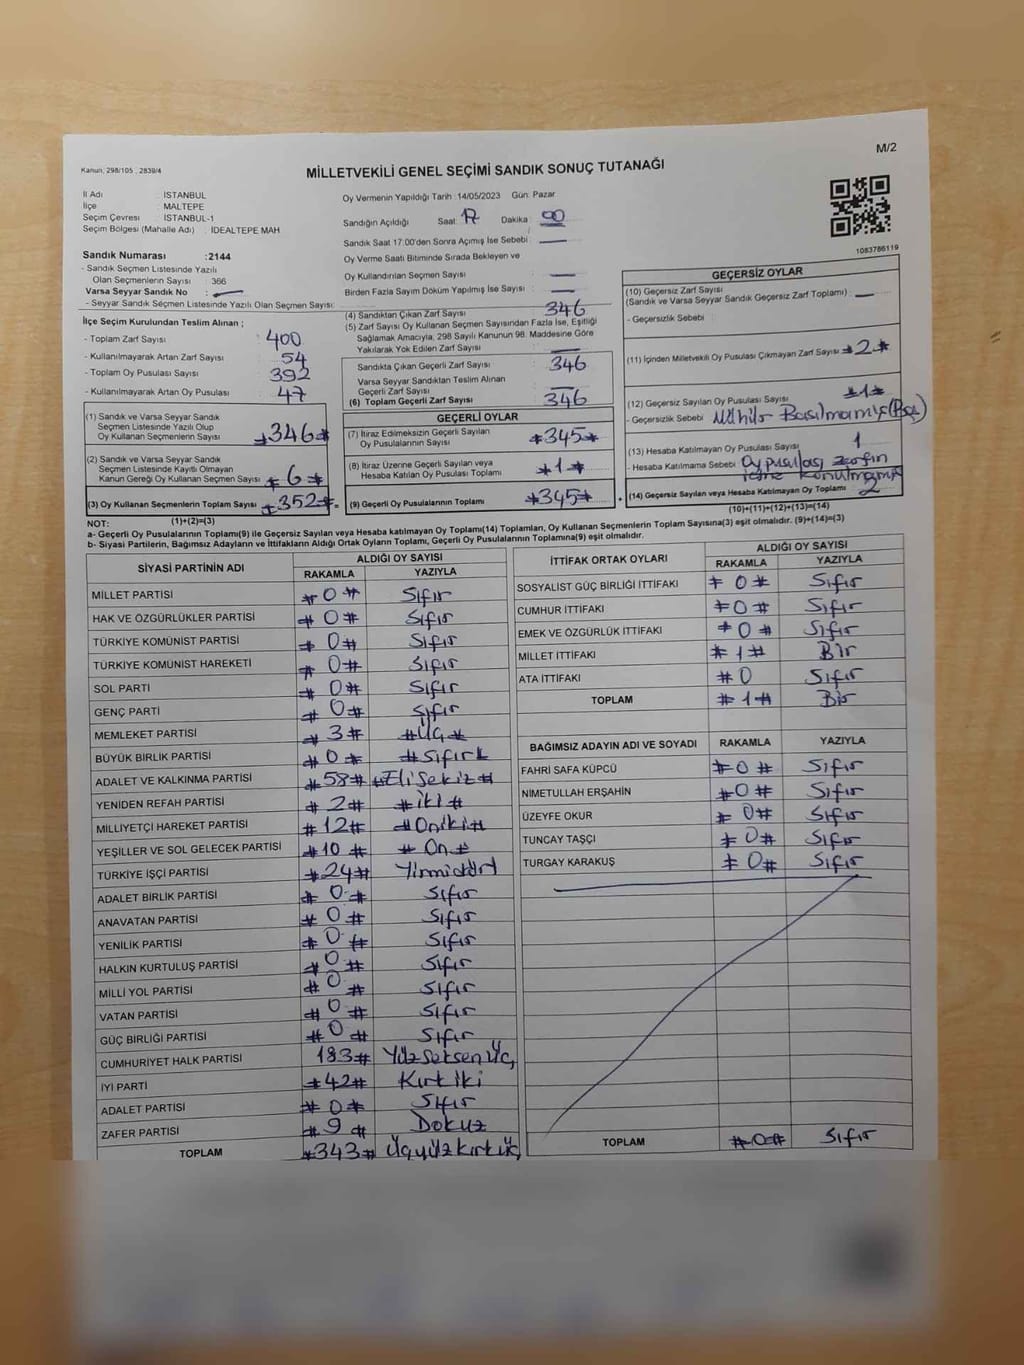 M/2
Kanun; 298/105 , 2839/4
MİLLETVEKİLİ GENEL SEÇİMİ SANDIK SONUÇ TUTANAĞI
İl Adı : İSTANBUL
İlçe : MALTEPE
Seçim Çevresi : İSTANBUL-1
Seçim Bölgesi (Mahalle Adı) : İDEALTEPE MAH
Sandık Numarası :2144
- Sandık Seçmen Listesinde Yazılı
Olan Seçmenlerin Sayısı : 366
Varsa Seyyar Sandık No : —
- Seyyar Sandık Seçmen Listesinde Yazılı Olan Seçmen Sayısı:
İlçe Seçim Kurulundan Teslim Alınan ;
- Toplam Zarf Sayısı : 400
- Kullanılmayarak Artan Zarf Sayısı : 54
- Toplam Oy Pusulası Sayısı : 392
- Kullanılmayarak Artan Oy Pusulası : 47
(1) Sandık ve Varsa Seyyar Sandık
Seçmen Listesinde Yazılı Olup
Oy Kullanan Seçmenlerin Sayısı #346#
(2) Sandık ve Varsa Seyyar Sandık
Seçmen Listesinde Kayıtlı Olmayan
Kanun Gereği Oy Kullanan Seçmen Sayısı #6#
(3) Oy Kullanan Seçmenlerin Toplam Sayısı #352#
(1)+(2)=(3)
Oy Vermenin Yapıldığı Tarih :14/05/2023 Gün: Pazar
Sandığın Açıldığı Saat: 17 Dakika : 00
Sandık Saat 17:00'den Sonra Açılmış İse Sebebi : —
Oy Verme Saati Bitiminde Sırada Bekleyen ve
Oy Kullandırılan Seçmen Sayısı : —
Birden Fazla Sayım Döküm Yapılmış İse Sayısı : —
(4) Sandıktan Çıkan Zarf Sayısı : 346
(5) Zarf Sayısı Oy Kullanan Seçmen Sayısından Fazla İse, Eşitliği
Sağlamak Amacıyla, 298 Sayılı Kanunun 98. Maddesine Göre
Yakılarak Yok Edilen Zarf Sayısı : —
Sandıkta Çıkan Geçerli Zarf Sayısı : 346
Varsa Seyyar Sandıktan Teslim Alınan
Geçerli Zarf Sayısı : —
(6) Toplam Geçerli Zarf Sayısı : 346
GEÇERLİ OYLAR
(7) İtiraz Edilmeksizin Geçerli Sayılan
Oy Pusulalarının Sayısı : #345#
(8) İtiraz Üzerine Geçerli Sayılan veya
Hesaba Katılan Oy Pusulası Toplamı : #1#
(9) Geçerli Oy Pusulalarının Toplamı : #345#
1083786119
GEÇERSİZ OYLAR
(10) Geçersiz Zarf Sayısı
(Sandık ve Varsa Seyyar Sandık Geçersiz Zarf Toplamı) : —
- Geçersizlik Sebebi :
(11) İçinden Milletvekili Oy Pusulası Çıkmayan Zarf Sayısı : #2#
(12) Geçersiz Sayılan Oy Pusulası Sayısı : #1#
- Geçersizlik Sebebi : Mühür Basılmamış (Boş)
(13) Hesaba Katılmayan Oy Pusulası Sayısı : 1
- Hesaba Katılmama Sebebi : Oy pusulası zarfın
içine konulmamış
(14) Geçersiz Sayılan veya Hesaba Katılmayan Oy Toplamı : 2
(10)+(11)+(12)+(13)=(14)
NOT:
a- Geçerli Oy Pusulalarının Toplamı(9) ile Geçersiz Sayılan veya Hesaba katılmayan Oy Toplamı(14) Toplamları, Oy Kullanan Seçmenlerin Toplam Sayısına(3) eşit olmalıdır. (9)+(14)=(3)
b- Siyasi Partilerin, Bağımsız Adayların ve İttifakların Aldığı Ortak Oyların Toplamı, Geçerli Oy Pusulalarının Toplamına(9) eşit olmalıdır.
SİYASİ PARTİNİN ADI ALDIĞI OY SAYISI
RAKAMLA YAZIYLA
MİLLET PARTİSİ #0# Sıfır
HAK VE ÖZGÜRLÜKLER PARTİSİ #0# Sıfır
TÜRKİYE KOMÜNİST PARTİSİ #0# Sıfır
TÜRKİYE KOMÜNİST HAREKETİ #0# Sıfır
SOL PARTİ #0# Sıfır
GENÇ PARTİ #0# Sıfır
MEMLEKET PARTİSİ #3# #Üç#
BÜYÜK BİRLİK PARTİSİ #0# #Sıfır#
ADALET VE KALKINMA PARTİSİ #58# #Elisekiz#
YENİDEN REFAH PARTİSİ #2# #iki#
MİLLİYETÇİ HAREKET PARTİSİ #12# #Oniki#
YEŞİLLER VE SOL GELECEK PARTİSİ #10# #On#
TÜRKİYE İŞÇİ PARTİSİ #24# Yirmidört
ADALET BİRLİK PARTİSİ #0# Sıfır
ANAVATAN PARTİSİ #0# Sıfır
YENİLİK PARTİSİ #0# Sıfır
HALKIN KURTULUŞ PARTİSİ #0# Sıfır
MİLLİ YOL PARTİSİ #0# Sıfır
VATAN PARTİSİ #0# Sıfır
GÜÇ BİRLİĞİ PARTİSİ #0# Sıfır
CUMHURİYET HALK PARTİSİ 183# YüzseksenÜç
İYİ PARTİ #42# Kırkiki
ADALET PARTİSİ #0# Sıfır
ZAFER PARTİSİ #9# Dokuz
TOPLAM #343# ÜçyüzkırkÜç
İTTİFAK ORTAK OYLARI ALDIĞI OY SAYISI
RAKAMLA YAZIYLA
SOSYALİST GÜÇ BİRLİĞİ İTTİFAKI #0# Sıfır
CUMHUR İTTİFAKI #0# Sıfır
EMEK VE ÖZGÜRLÜK İTTİFAKI #0# Sıfır
MİLLET İTTİFAKI #1# Bir
ATA İTTİFAKI #0 Sıfır
TOPLAM #1# Bir
BAĞIMSIZ ADAYIN ADI VE SOYADI RAKAMLA YAZIYLA
FAHRİ SAFA KÜPCÜ #0# Sıfır
NİMETULLAH ERŞAHİN #0# Sıfır
ÜZEYFE OKUR #0# Sıfır
TUNCAY TAŞÇI #0# Sıfır
TURGAY KARAKUŞ #0# Sıfır
TOPLAM #0# Sıfır